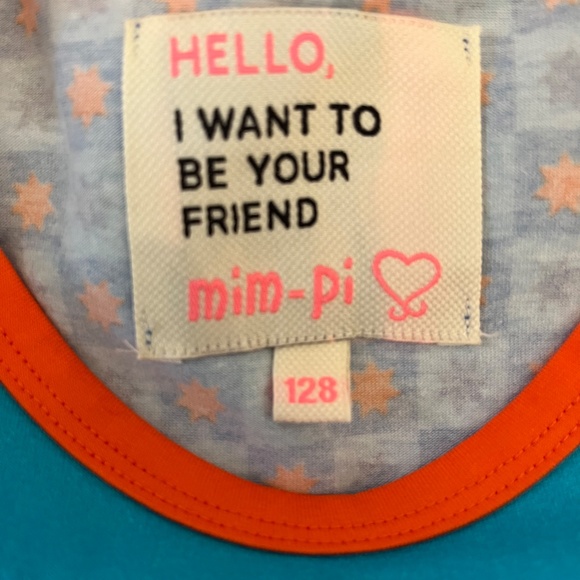 HELLO,
I WANT TO
BE YOUR
FRIEND
mim-pi
128